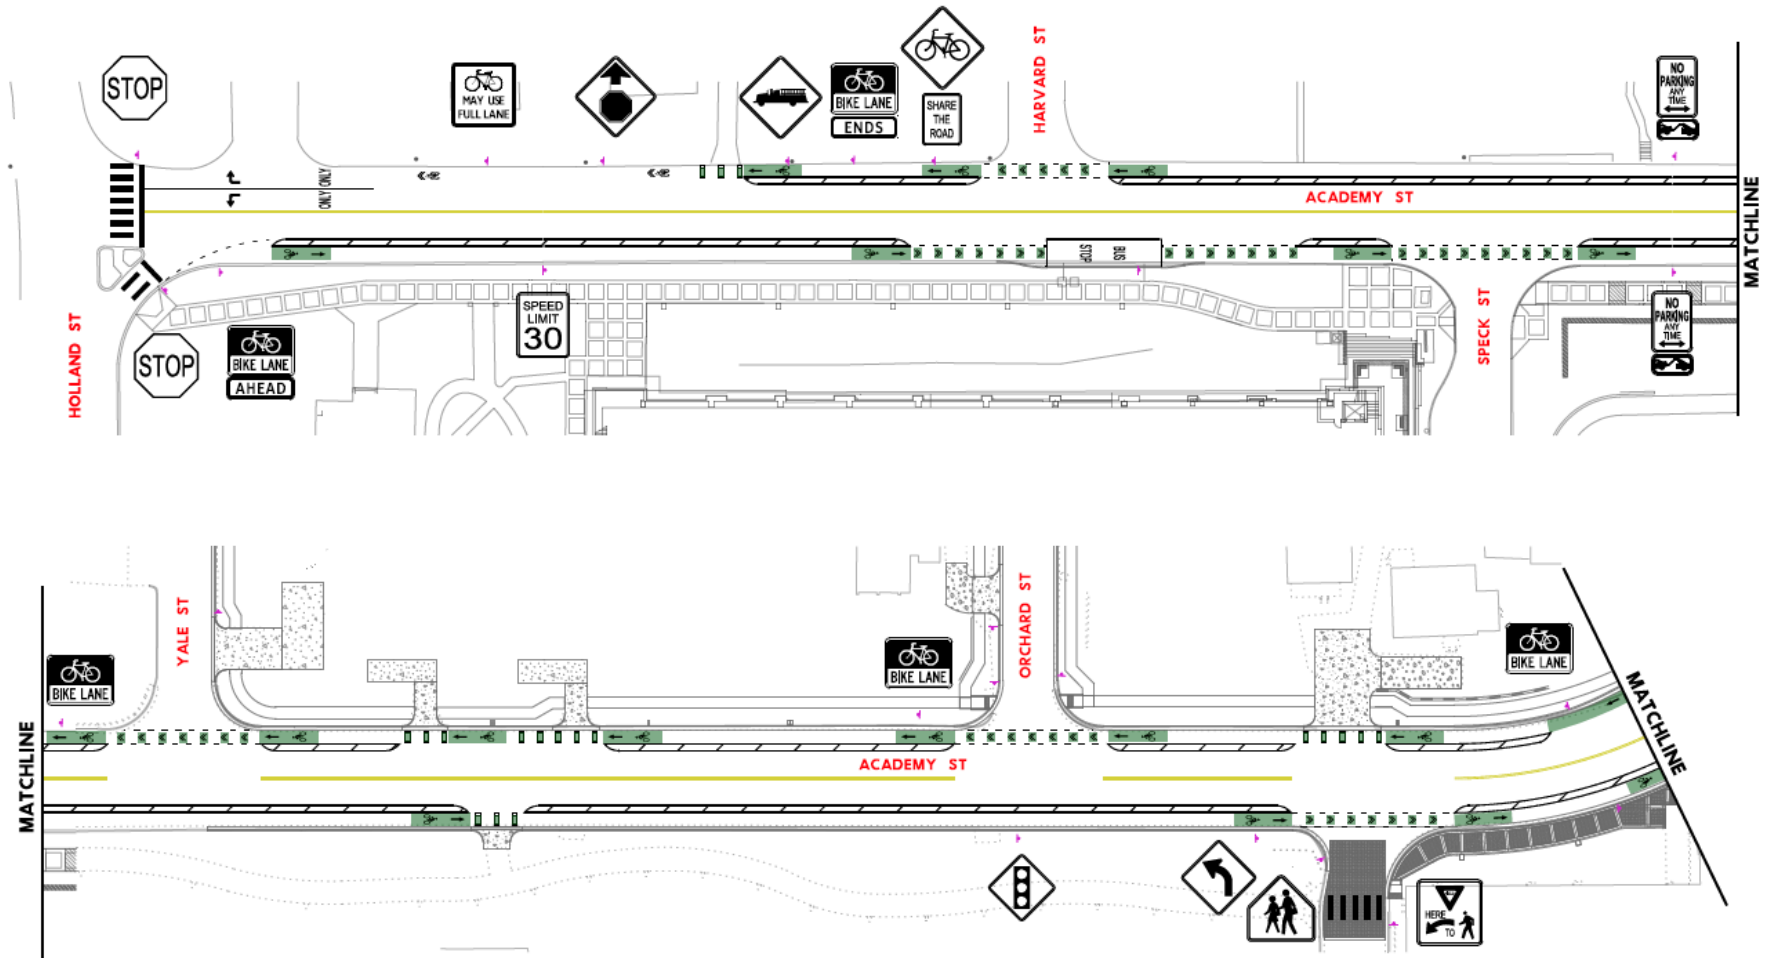 STOP
MAY USE
FULL LANE
BIKE LANE
ENDS
SHARE
THE
ROAD
HARVARD ST
NO
PARKING
ANY
TIME
ONLY ONLY
ACADEMY ST
MATCHLINE
BUS
STOP
HOLLAND ST
STOP
BIKE LANE
AHEAD
SPEED
LIMIT
30
SPECK ST
NO
PARKING
ANY
TIME
MATCHLINE
BIKE LANE
YALE ST
BIKE LANE
ORCHARD ST
BIKE LANE
MATCHLINE
ACADEMY ST
HERE
TO